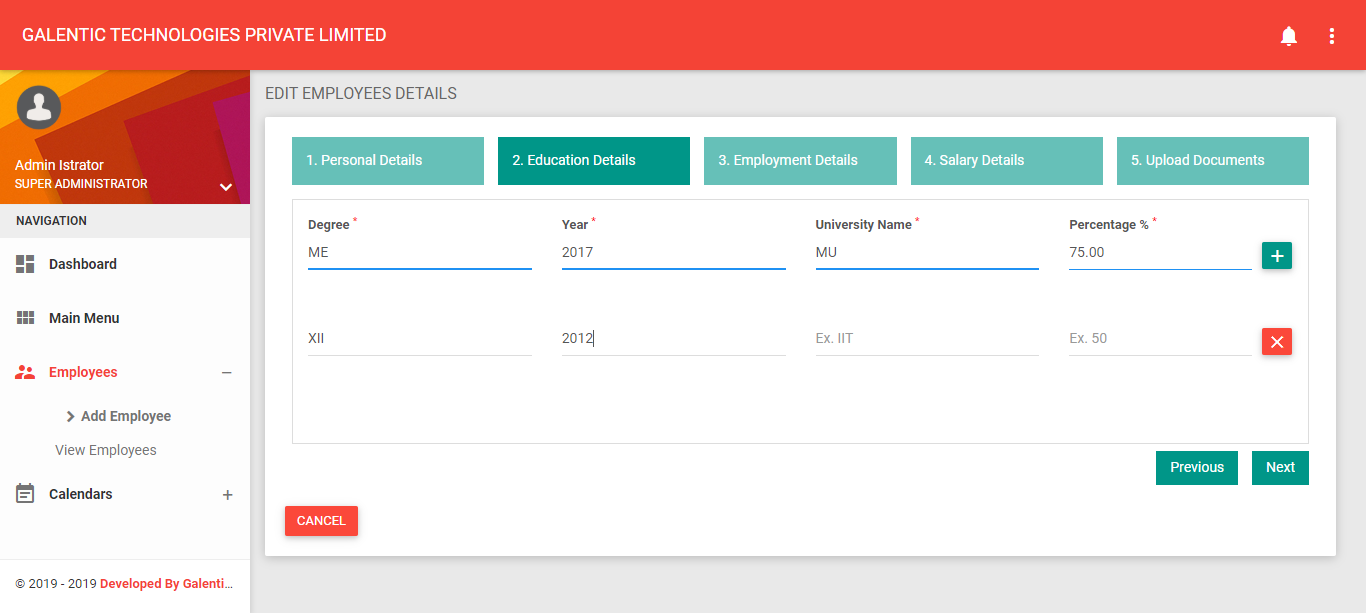 GALENTIC TECHNOLOGIES PRIVATE LIMITED
Admin Istrator
SUPER ADMINISTRATOR
NAVIGATION
Dashboard
Main Menu
Employees
Add Employee
View Employees
Calendars
© 2019 - 2019 Developed By Galenti...
EDIT EMPLOYEES DETAILS
1. Personal Details 2. Education Details 3. Employment Details 4. Salary Details 5. Upload Documents
Degree * Year * University Name * Percentage % *
ME 2017 MU 75.00
XII 2012 Ex. IIT Ex. 50
Previous Next
CANCEL